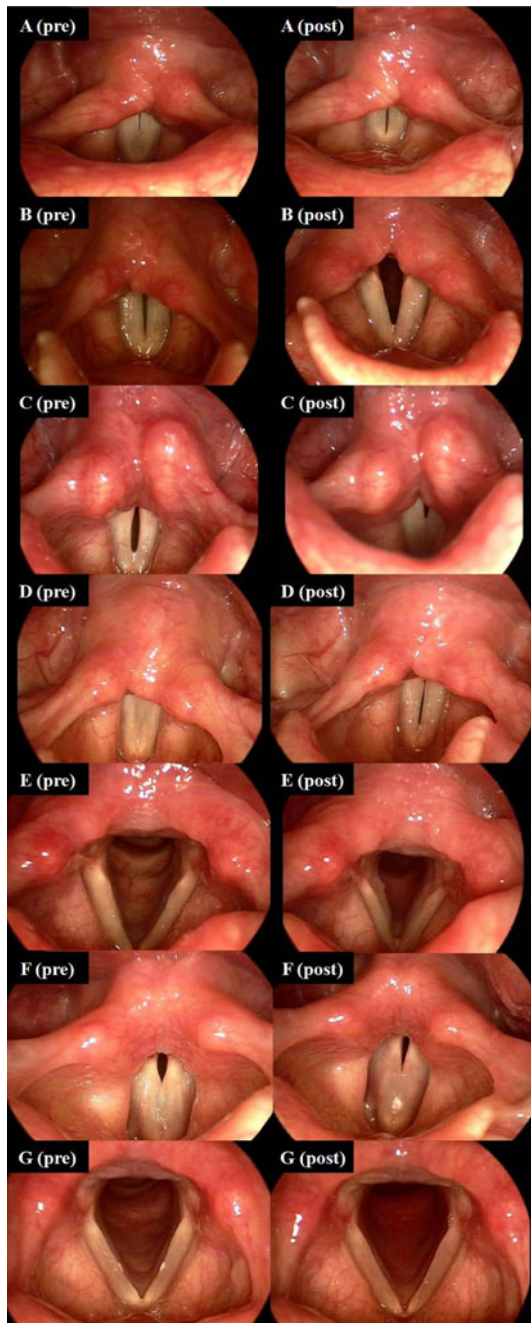 A (pre)
A (post)
B (pre)
B (post)
C (pre)
C (post)
D (pre)
D (post)
E (pre)
E (post)
F (pre)
F (post)
G (pre)
G (post)